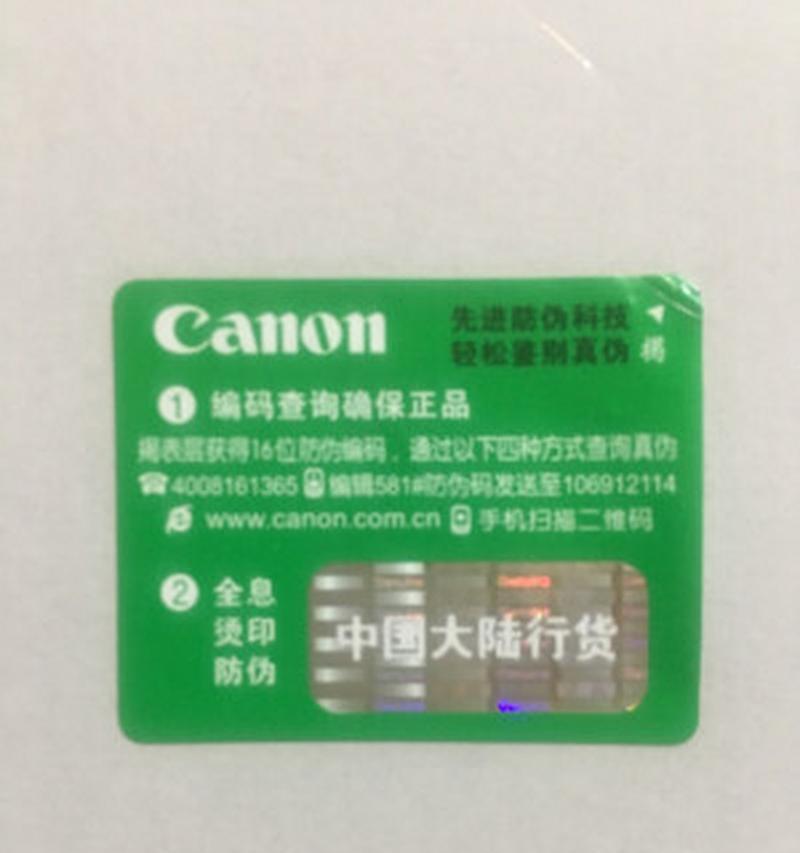 Canon
先进防伪科技
轻松鉴别真伪 揭
1 编码查询确保正品
揭表层获得16位防伪编码，通过以下四种方式查询真伪
4008161365 编辑581#防伪码发送至106912114
www.canon.com.cn 手机扫描二维码
2 全息
烫印
防伪
中国大陆行货